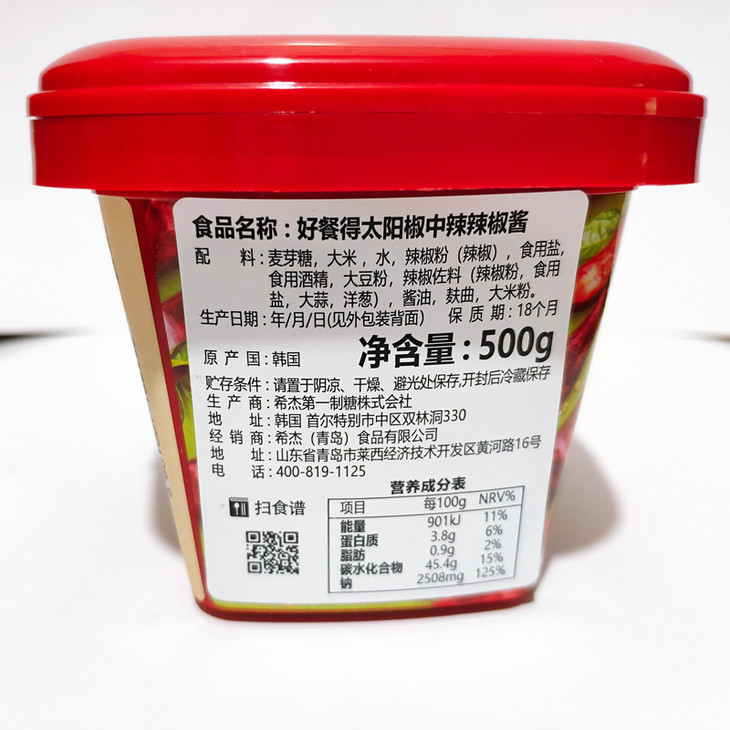 食品名称：好餐得太阳椒中辣辣椒酱
配 料：麦芽糖，大米，水，辣椒粉（辣椒），食用盐，
食用酒精，大豆粉，辣椒佐料（辣椒粉，食用
盐，大蒜，洋葱），酱油，麸曲，大米粉。
生产日期：年/月/日(见外包装背面) 保 质 期：18个月
原 产 国：韩国 净含量：500g
贮存条件：请置于阴凉、干燥、避光处保存,开封后冷藏保存
生 产 商：希杰第一制糖株式会社
地 址：韩国 首尔特别市中区双林洞330
经 销 商：希杰（青岛）食品有限公司
地 址：山东省青岛市莱西经济技术开发区黄河路16号
电 话：400-819-1125
扫食谱
营养成分表
项目 每100g NRV%
能量 901kJ 11%
蛋白质 3.8g 6%
脂肪 0.9g 2%
碳水化合物 45.4g 15%
钠 2508mg 125%